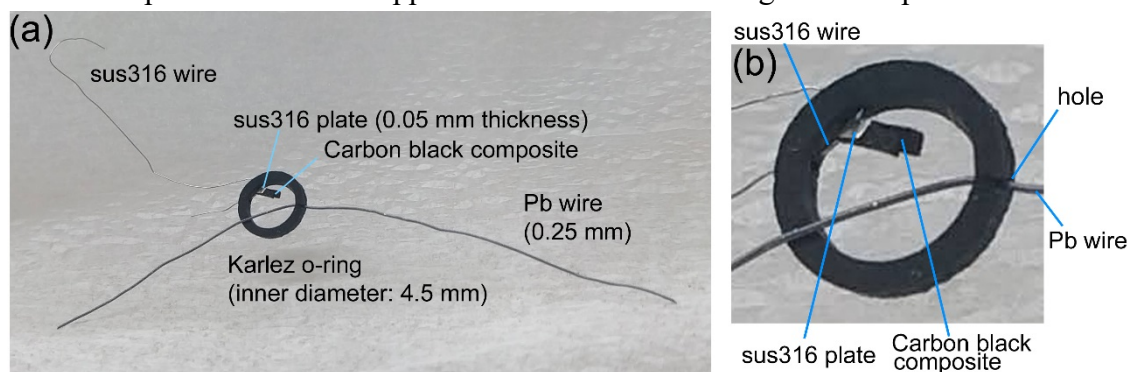 (a)
sus316 wire
sus316 plate (0.05 mm thickness)
Carbon black composite
Pb wire
(0.25 mm)
Karlez o-ring
(inner diameter: 4.5 mm)
sus316 wire
(b)
hole
Pb wire
sus316 plate
Carbon black
composite